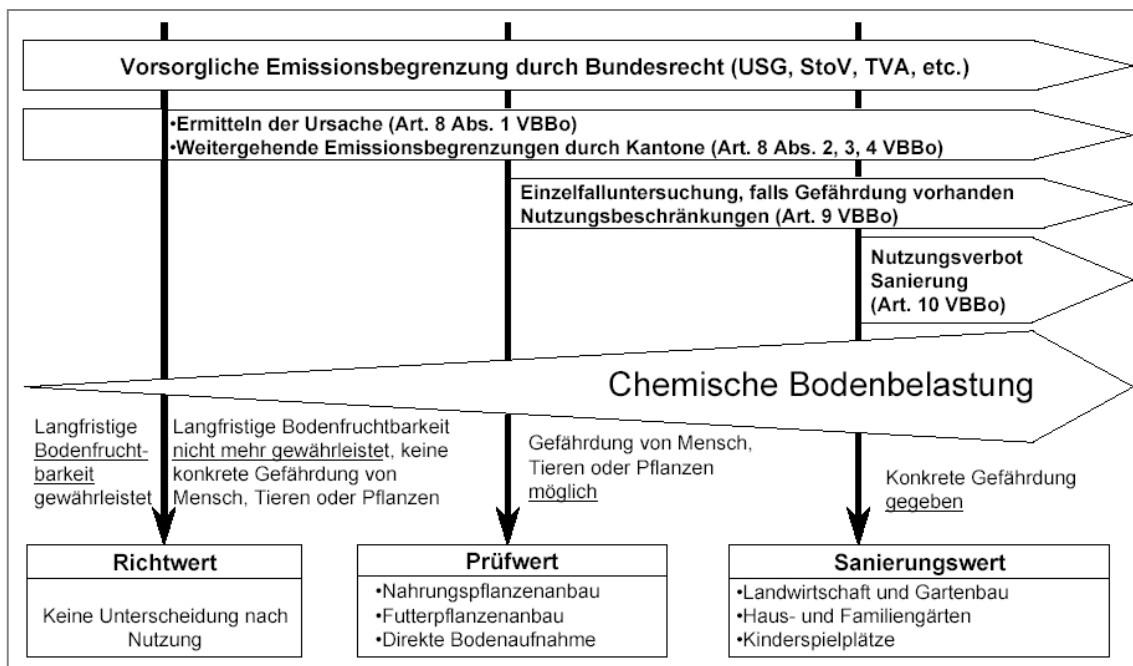 Vorsorgliche Emissionsbegrenzung durch Bundesrecht (USG, StoV, TVA, etc.)
•Ermitteln der Ursache (Art. 8 Abs. 1 VBBo)
•Weitergehende Emissionsbegrenzungen durch Kantone (Art. 8 Abs. 2, 3, 4 VBBo)
Einzelfalluntersuchung, falls Gefährdung vorhanden
Nutzungsbeschränkungen (Art. 9 VBBo)
Nutzungsverbot
Sanierung
(Art. 10 VBBo)
Chemische Bodenbelastung
Langfristige
Bodenfrucht-
barkeit
gewährleistet
Langfristige Bodenfruchtbarkeit
nicht mehr gewährleistet, keine
konkrete Gefährdung von
Mensch, Tieren oder Pflanzen
Gefährdung von Mensch,
Tieren oder Pflanzen
möglich
Konkrete Gefährdung
gegeben
Richtwert
Keine Unterscheidung nach
Nutzung
Prüfwert
•Nahrungspflanzenanbau
•Futterpflanzenanbau
•Direkte Bodenaufnahme
Sanierungswert
•Landwirtschaft und Gartenbau
•Haus- und Familiengärten
•Kinderspielplätze